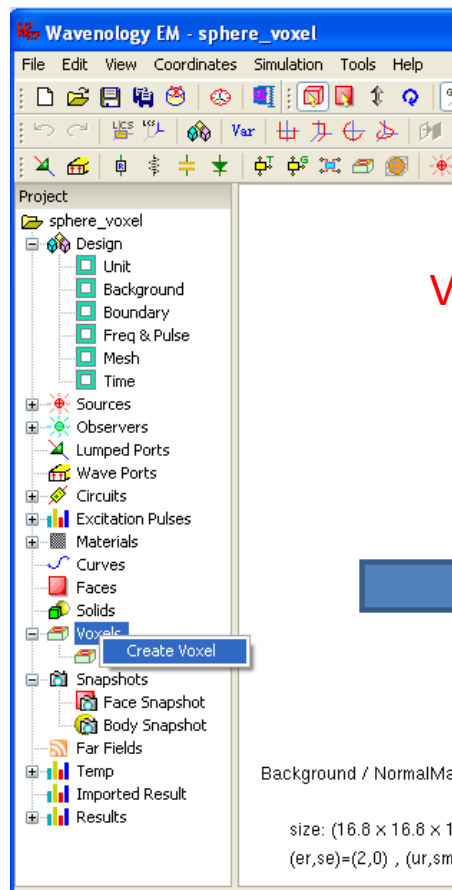 Wavenology EM - sphere_voxel
File Edit View Coordinates Simulation Tools Help
UCS
Var
Project
sphere_voxel
Design
Unit
Background
Boundary
Freq & Pulse
Mesh
Time
Sources
Observers
Lumped Ports
Wave Ports
Circuits
Excitation Pulses
Materials
Curves
Faces
Solids
Voxels
Create Voxel
Snapshots
Face Snapshot
Body Snapshot
Far Fields
Temp
Imported Result
Results
V
Background / NormalMa
size: (16.8 x 16.8 x 1
(er,se)=(2,0) , (ur,sm